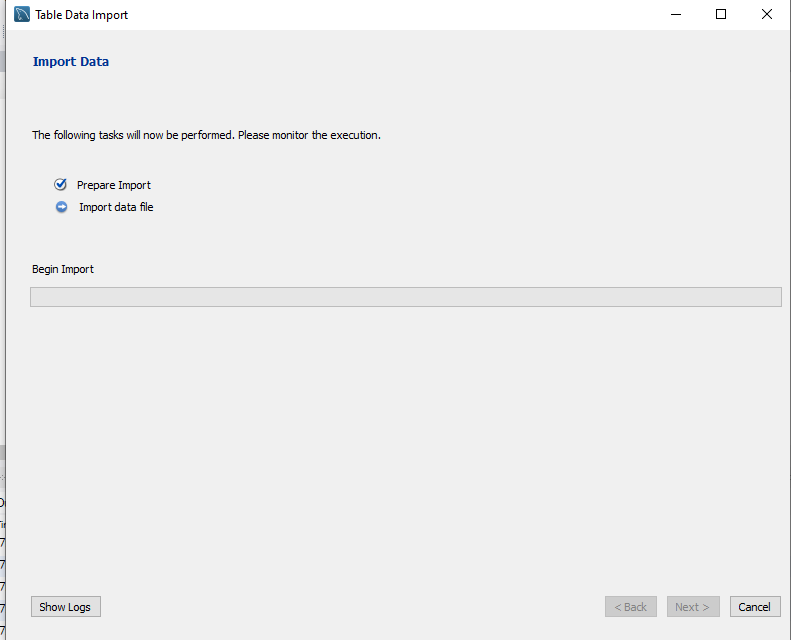 Table Data Import
Import Data
The following tasks will now be performed. Please monitor the execution.
Prepare Import
Import data file
Begin Import
Show Logs
< Back
Next >
Cancel